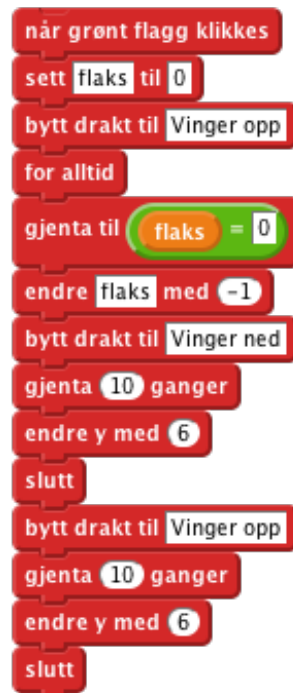 når grønt flagg klikkes
sett flaks til 0
bytt drakt til Vinger opp
for alltid
gjenta til flaks = 0
endre flaks med -1
bytt drakt til Vinger ned
gjenta 10 ganger
endre y med 6
slutt
bytt drakt til Vinger opp
gjenta 10 ganger
endre y med 6
slutt